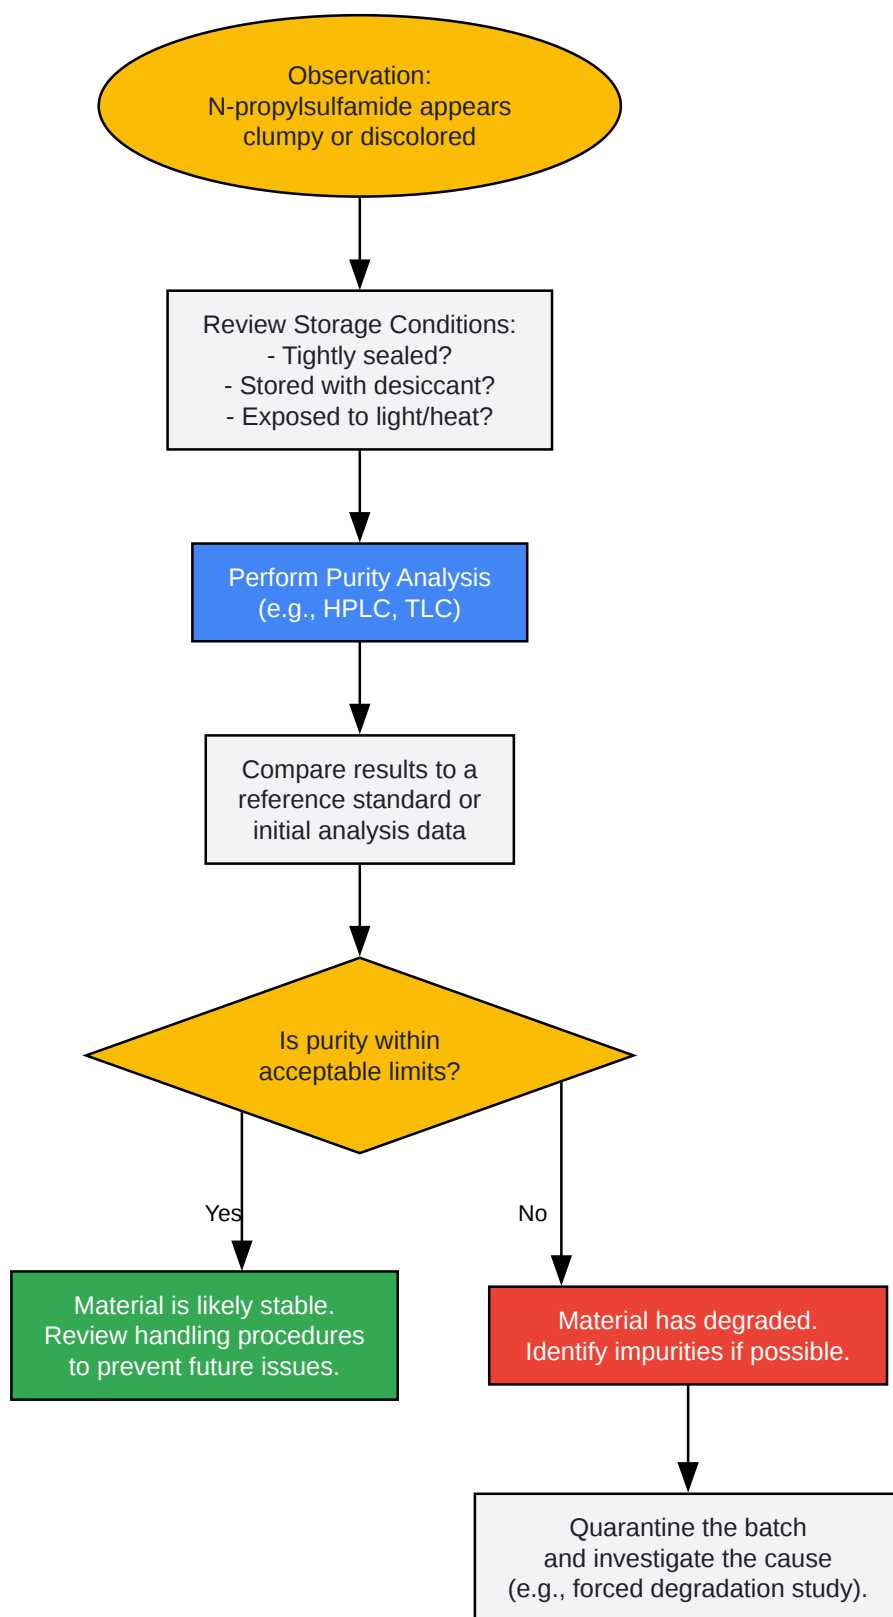 Observation:
N-propylsulfamide appears
clumpy or discolored
Review Storage Conditions:
- Tightly sealed?
- Stored with desiccant?
- Exposed to light/heat?
Perform Purity Analysis
(e.g., HPLC, TLC)
Compare results to a
reference standard or
initial analysis data
Is purity within
acceptable limits?
Yes
No
Material is likely stable.
Review handling procedures
to prevent future issues.
Material has degraded.
Identify impurities if possible.
Quarantine the batch
and investigate the cause
(e.g., forced degradation study).